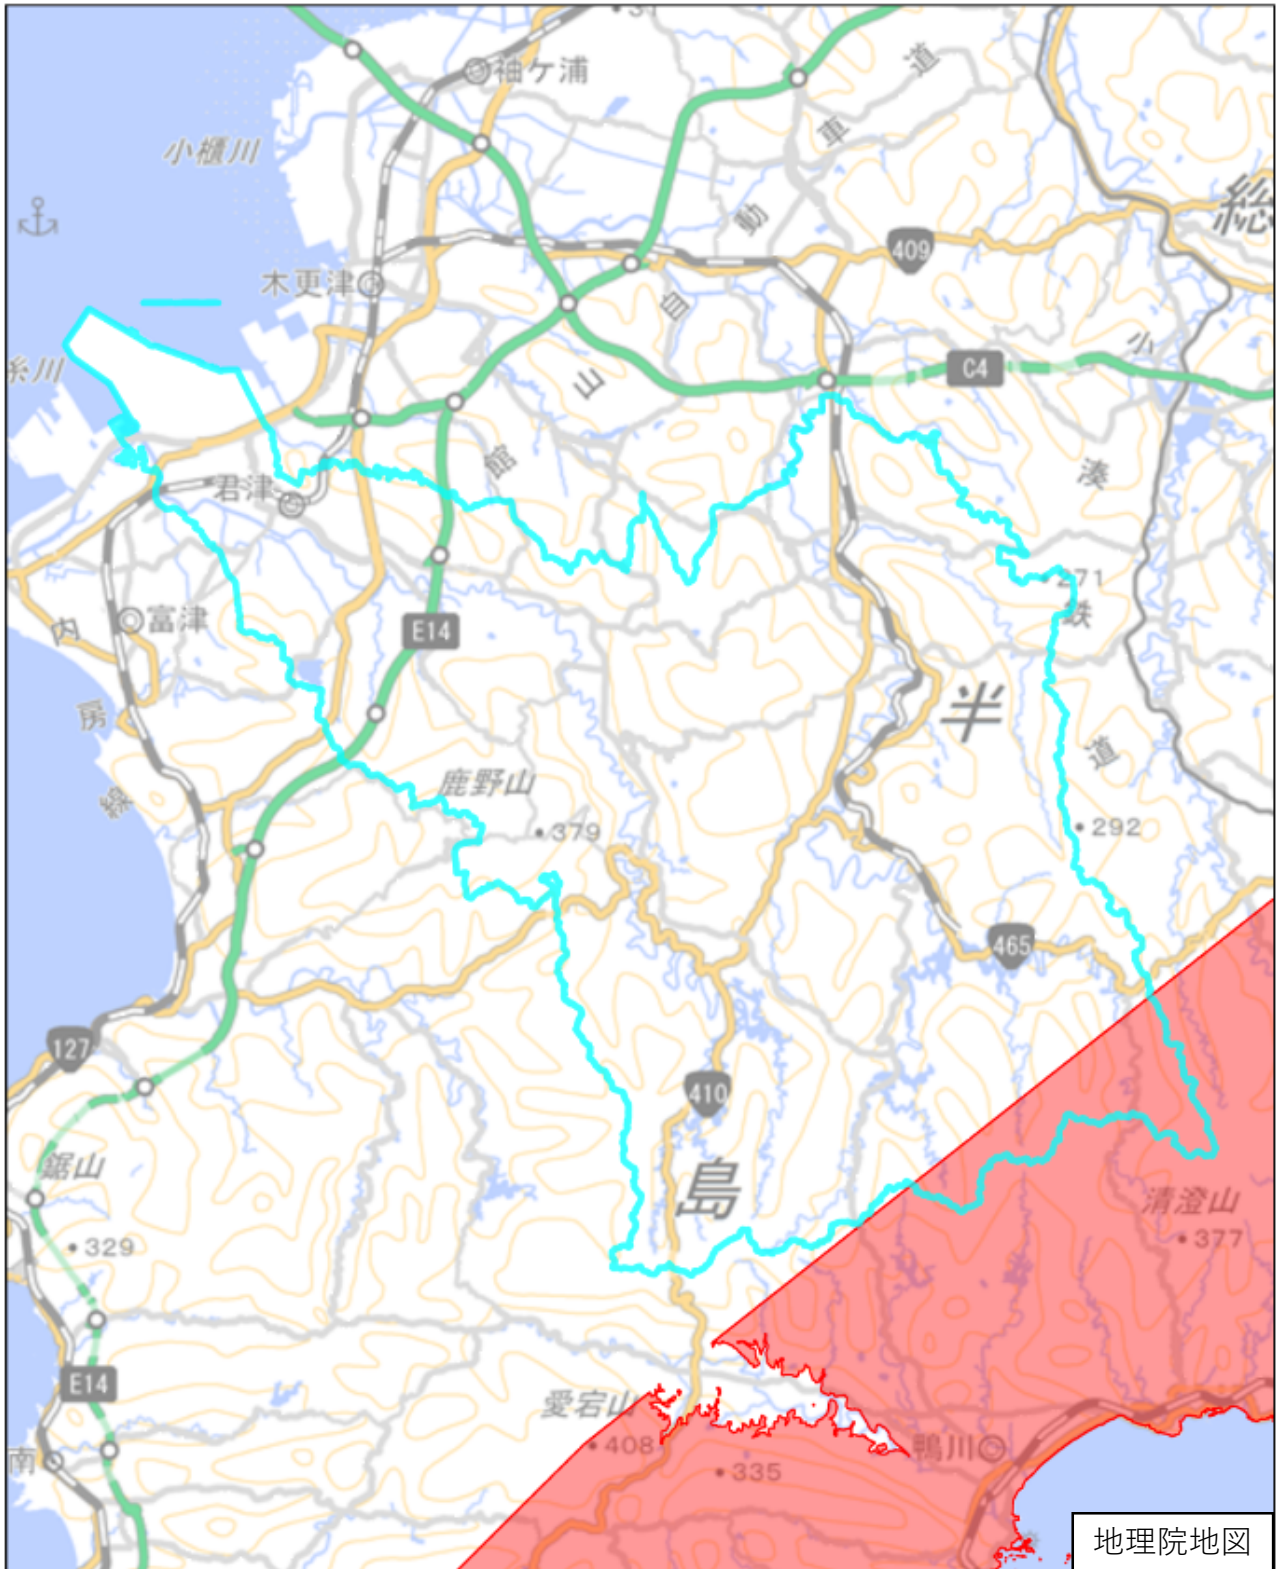 袖ケ浦
道
車
小櫃川
総
動
409
木更津
自
小
糸川
C4
山
館
湊
君津
271
鉄
内
富津
E14
房
半
道
鹿野山
線
379
292
465
127
410
鋸山
島
清澄山
329
377
E14
愛宕山
408
鴨川
南
335
地理院地図